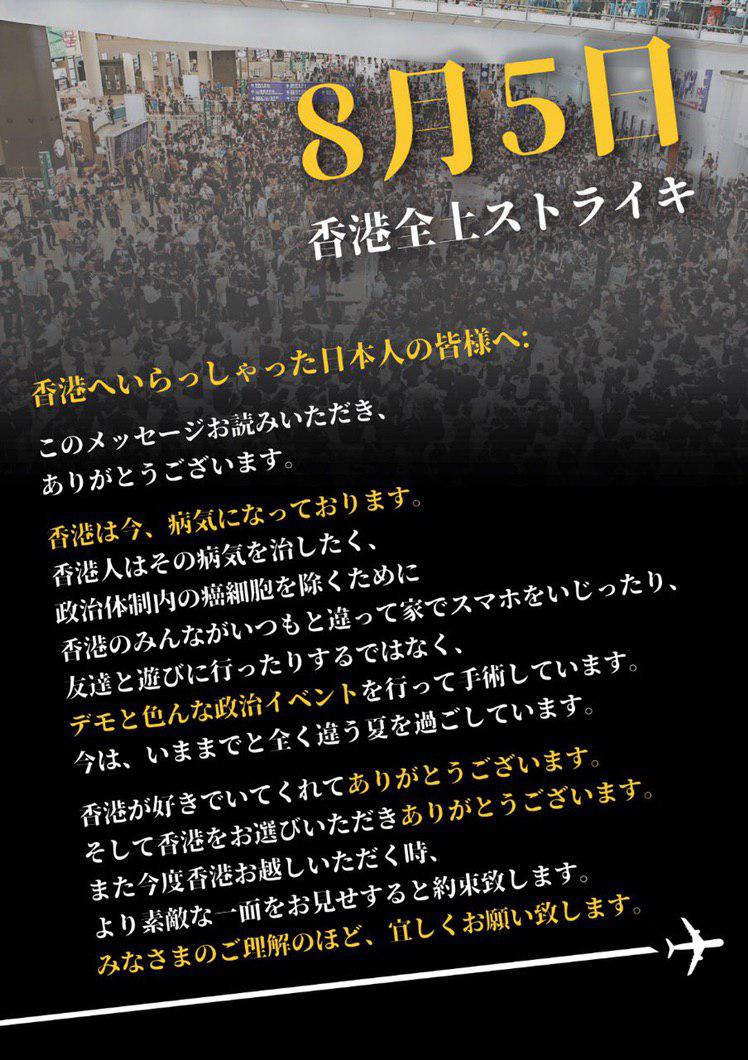 8月5日
香港全土ストライキ
香港へいらっしゃった日本人の皆様へ:
このメッセージお読みいただき、
ありがとうございます。
香港は今、病気になっております。
香港人はその病気を治したく、
政治体制内の癌細胞を除くために
香港のみんながいつもと違って家でスマホをいじったり、
友達と遊びに行ったりするではなく、
デモと色んな政治イベントを行って手術しています。
今は、いままでと全く違う夏を過ごしています。
香港が好きでいてくれてありがとうございます。
そして香港をお選びいただきありがとうございます。
また今度香港お越しいただく時、
より素敵な一面をお見せすると約束致します。
みなさまのご理解のほど、宜しくお願い致します。